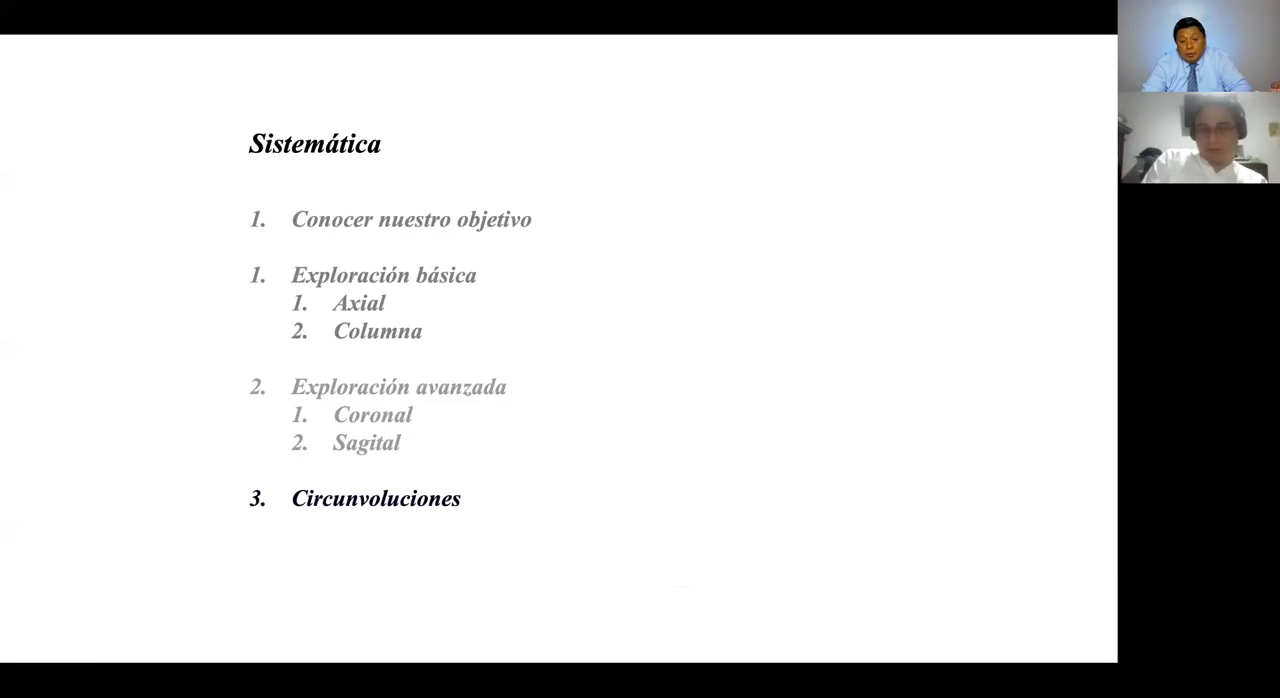 Sistemática
1. Conocer nuestro objetivo
1. Exploración básica
1. Axial
2. Columna
2. Exploración avanzada
1. Coronal
2. Sagital
3. Circunvoluciones